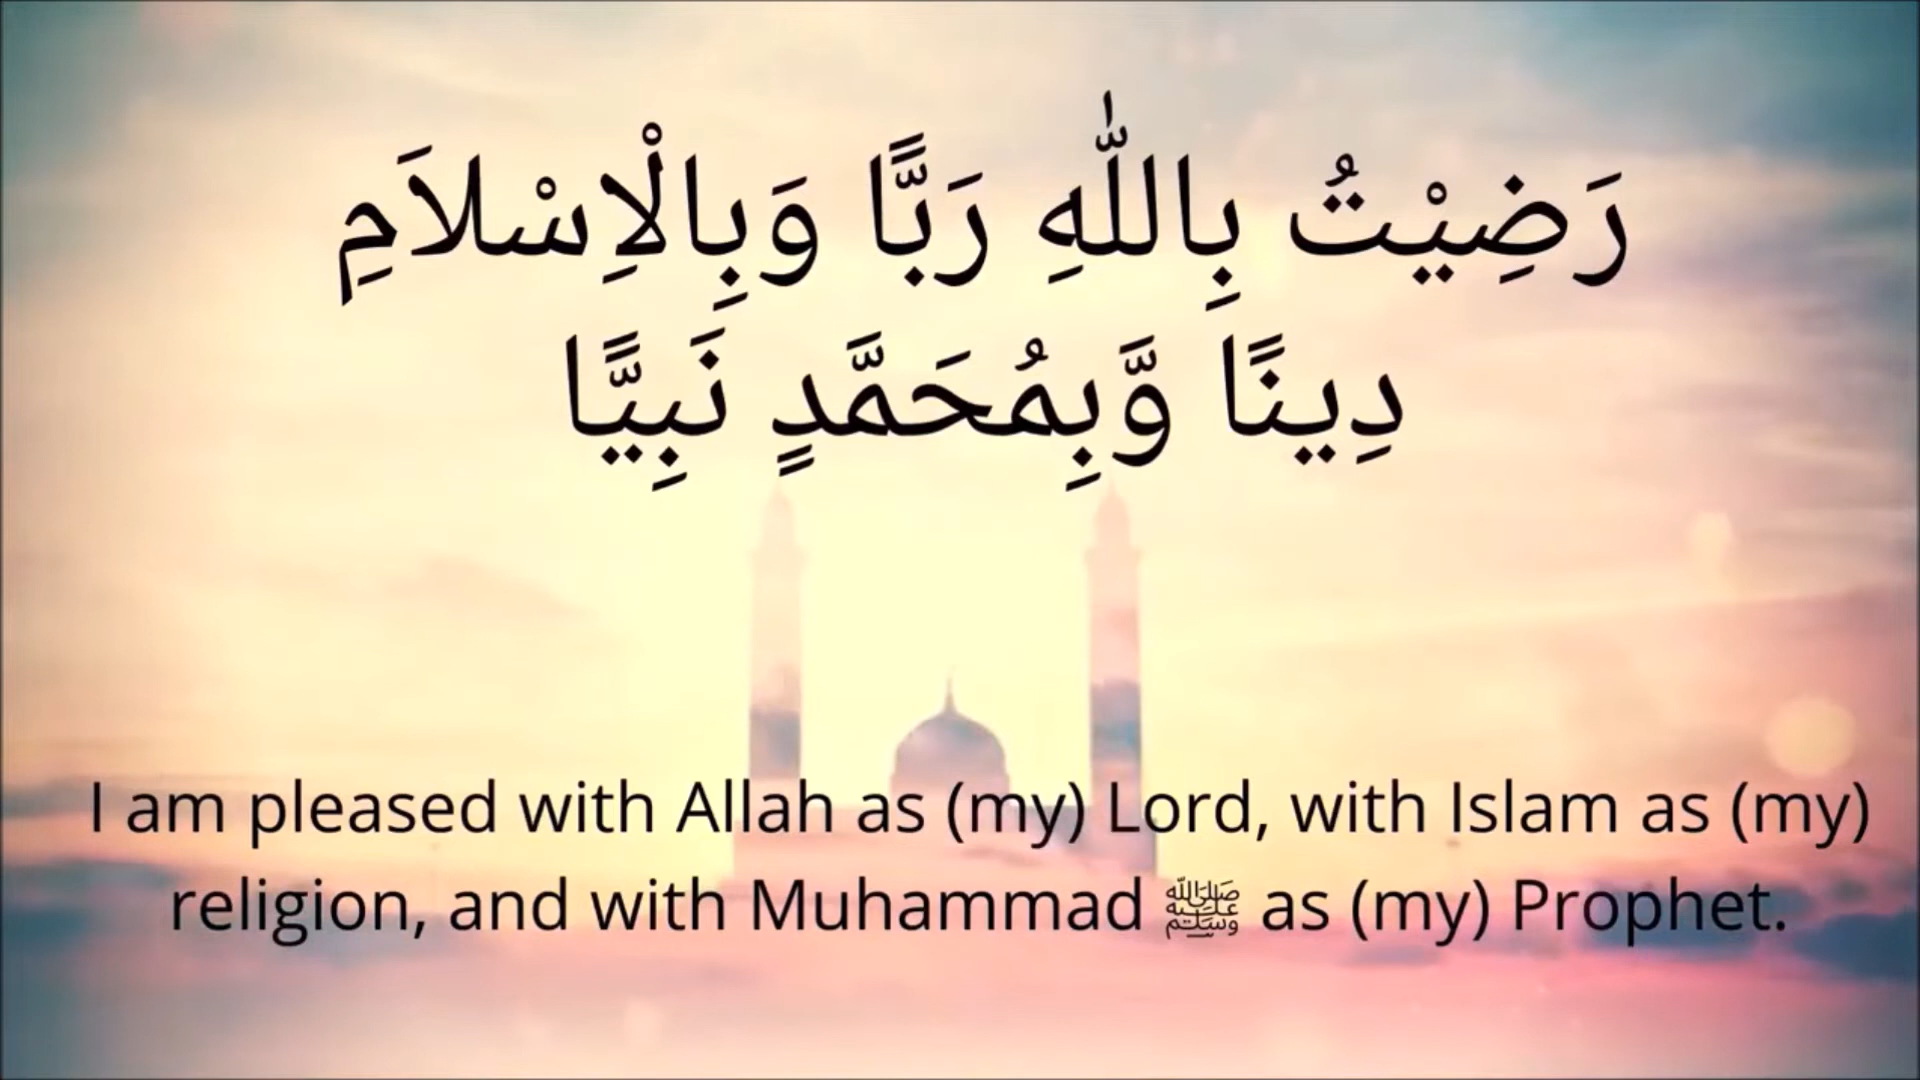 رَضِيْتُ بِاللّٰهِ رَبًّا وَبِالْاِسْلاَمِ
دِينًا وَّبِمُحَمَّدٍ نَبِيًّا
I am pleased with Allah as (my) Lord, with Islam as (my)
religion, and with Muhammad ﷺ as (my) Prophet.